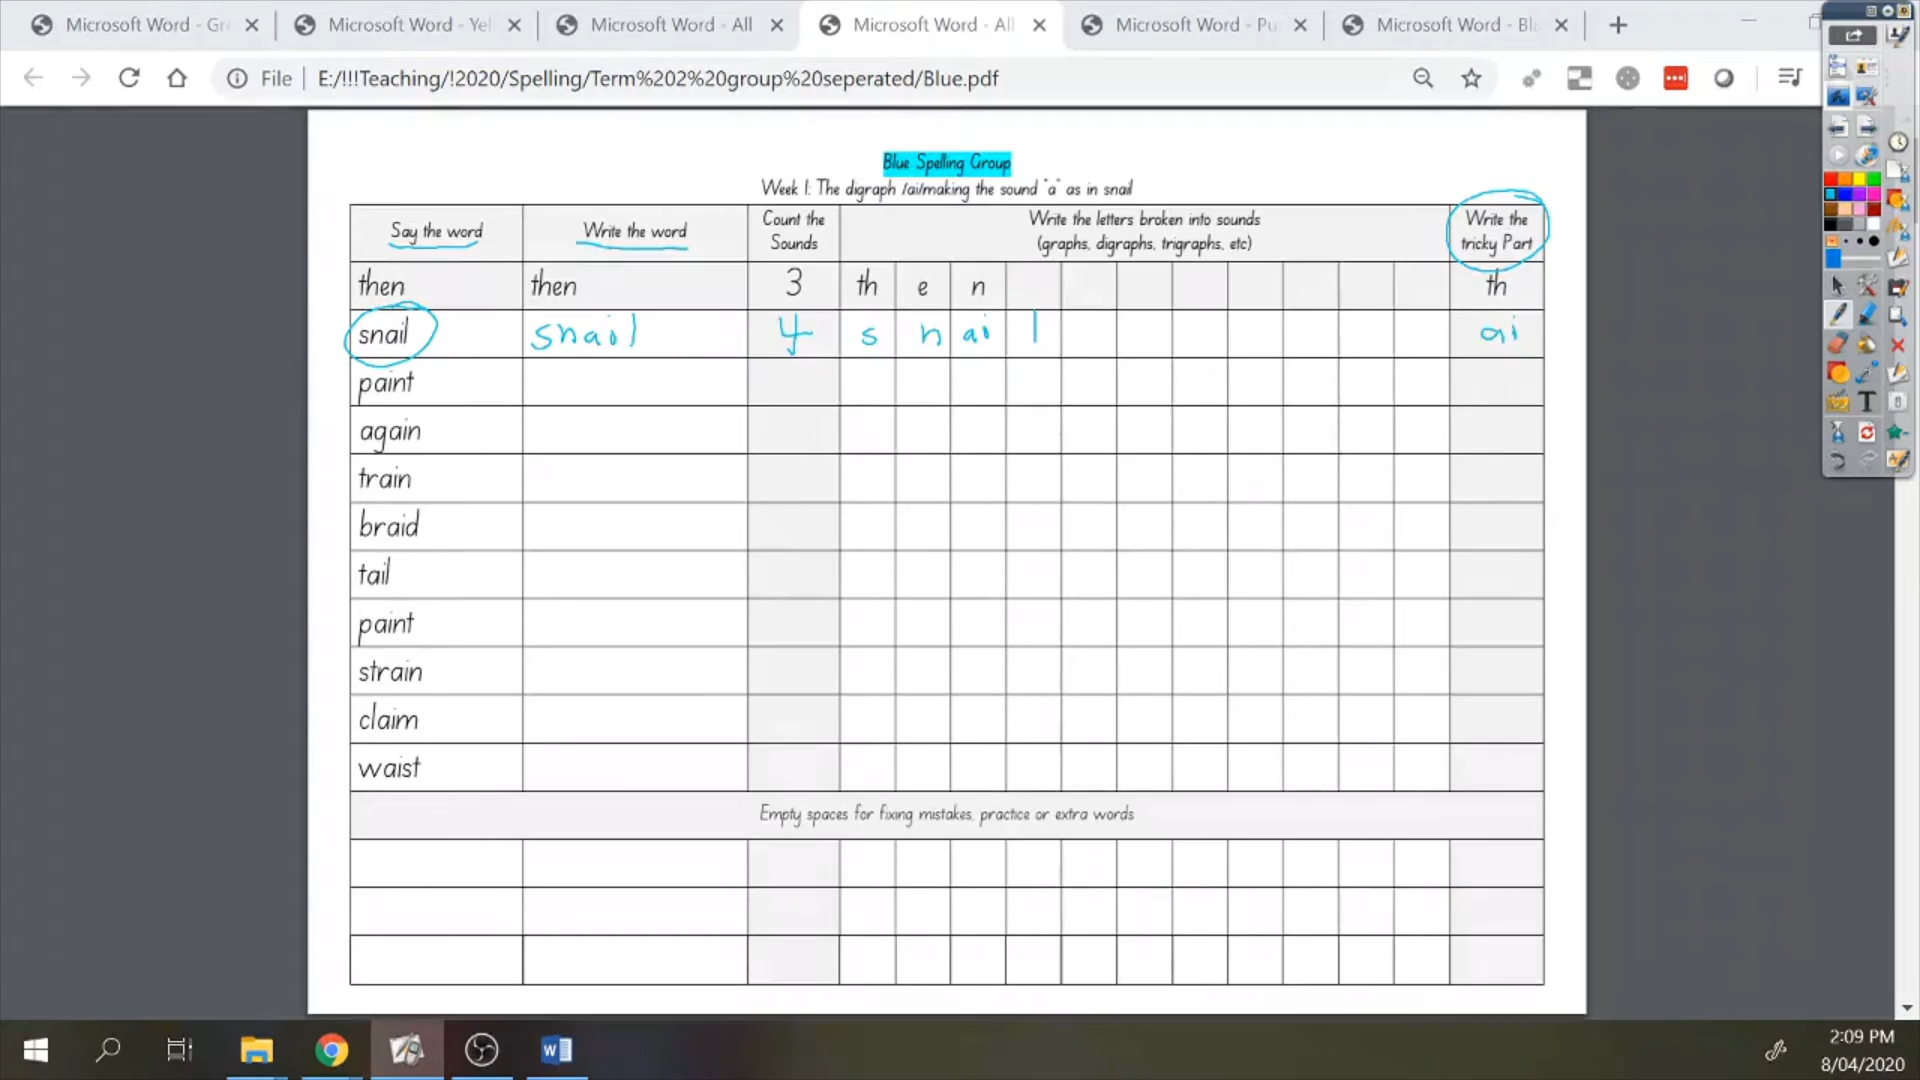 Microsoft Word - Gre
Microsoft Word - Yel
Microsoft Word - All
Microsoft Word - All
Microsoft Word - Pu
Microsoft Word - Bla
File | E:/!!!Teaching/!2020/Spelling/Term%202%20group%20seperated/Blue.pdf
Blue Spelling Group
Week 1: The digraph /ai/making the sound "a" as in snail
Say the word
Write the word
Count the
Sounds
Write the letters broken into sounds
(graphs, digraphs, trigraphs, etc)
Write the
tricky Part
then then 3 th e n th
snail snail 4 s n ai l ai
paint
again
train
braid
tail
paint
strain
claim
waist
Empty spaces for fixing mistakes, practice or extra words
2:09 PM
8/04/2020